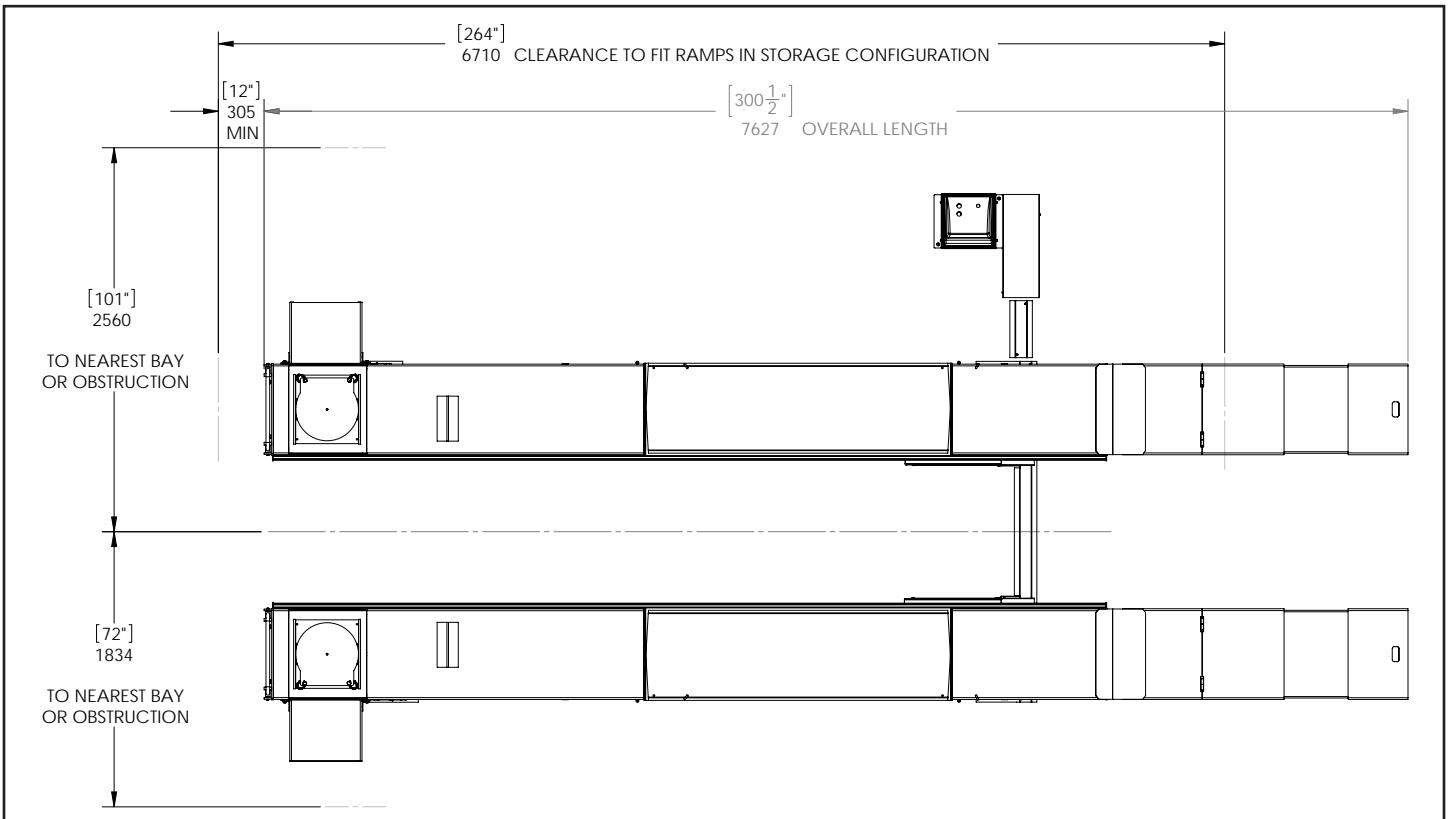 [264"]
6710 CLEARANCE TO FIT RAMPS IN STORAGE CONFIGURATION
[12"]
305
MIN
[300 1/2"]
7627 OVERALL LENGTH
[101"]
2560
TO NEAREST BAY
OR OBSTRUCTION
[72"]
1834
TO NEAREST BAY
OR OBSTRUCTION